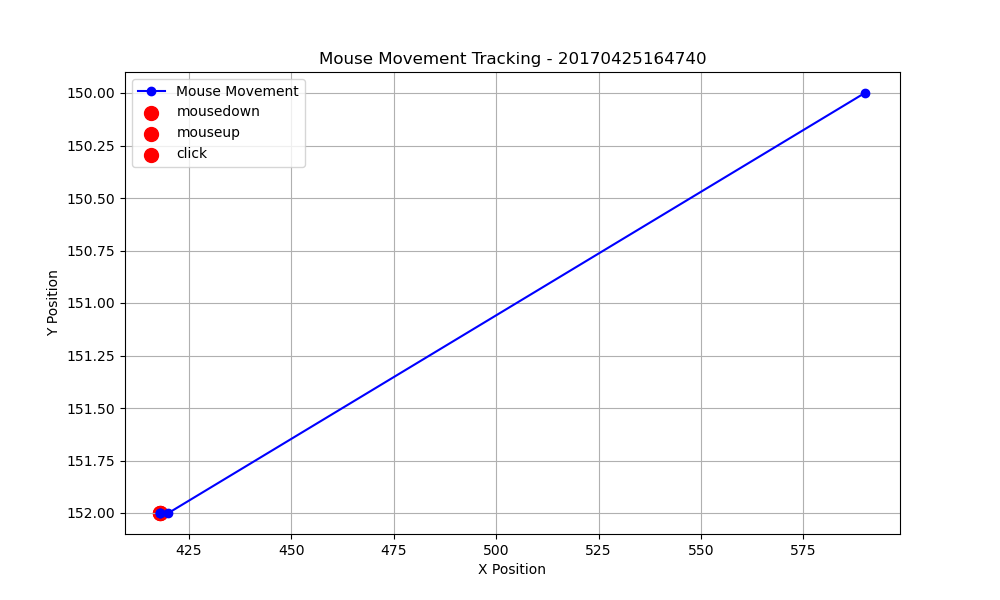 Mouse Movement Tracking - 20170425164740
Mouse Movement
mousedown
mouseup
click
150.00
150.25
150.50
150.75
151.00
151.25
151.50
151.75
152.00
Y Position
425 450 475 500 525 550 575
X Position